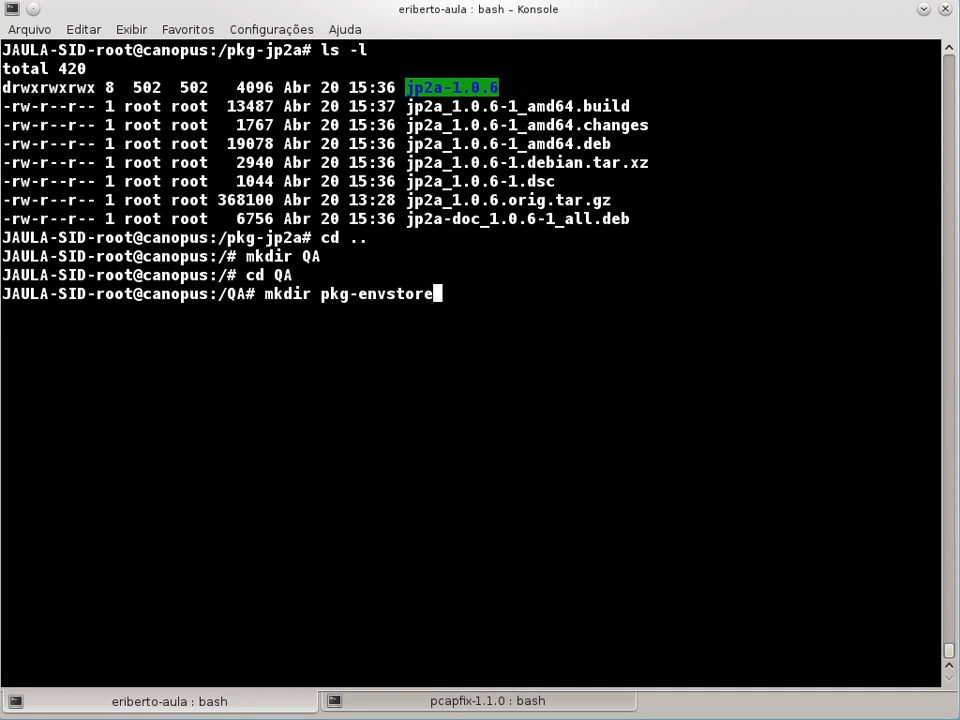 eriberto-aula : bash – Konsole
Arquivo Editar Exibir Favoritos Configurações Ajuda
JAULA-SID-root@canopus:/pkg-jp2a# ls -l
total 420
drwxrwxrwx 8 502 502 4096 Abr 20 15:36 jp2a-1.0.6
-rw-r--r-- 1 root root 13487 Abr 20 15:37 jp2a_1.0.6-1_amd64.build
-rw-r--r-- 1 root root 1767 Abr 20 15:36 jp2a_1.0.6-1_amd64.changes
-rw-r--r-- 1 root root 19078 Abr 20 15:36 jp2a_1.0.6-1_amd64.deb
-rw-r--r-- 1 root root 2940 Abr 20 15:36 jp2a_1.0.6-1.debian.tar.xz
-rw-r--r-- 1 root root 1044 Abr 20 15:36 jp2a_1.0.6-1.dsc
-rw-r--r-- 1 root root 368100 Abr 20 13:28 jp2a_1.0.6.orig.tar.gz
-rw-r--r-- 1 root root 6756 Abr 20 15:36 jp2a-doc_1.0.6-1_all.deb
JAULA-SID-root@canopus:/pkg-jp2a# cd ..
JAULA-SID-root@canopus:/# mkdir QA
JAULA-SID-root@canopus:/# cd QA
JAULA-SID-root@canopus:/QA# mkdir pkg-envstore
eriberto-aula : bash
pcapfix-1.1.0 : bash